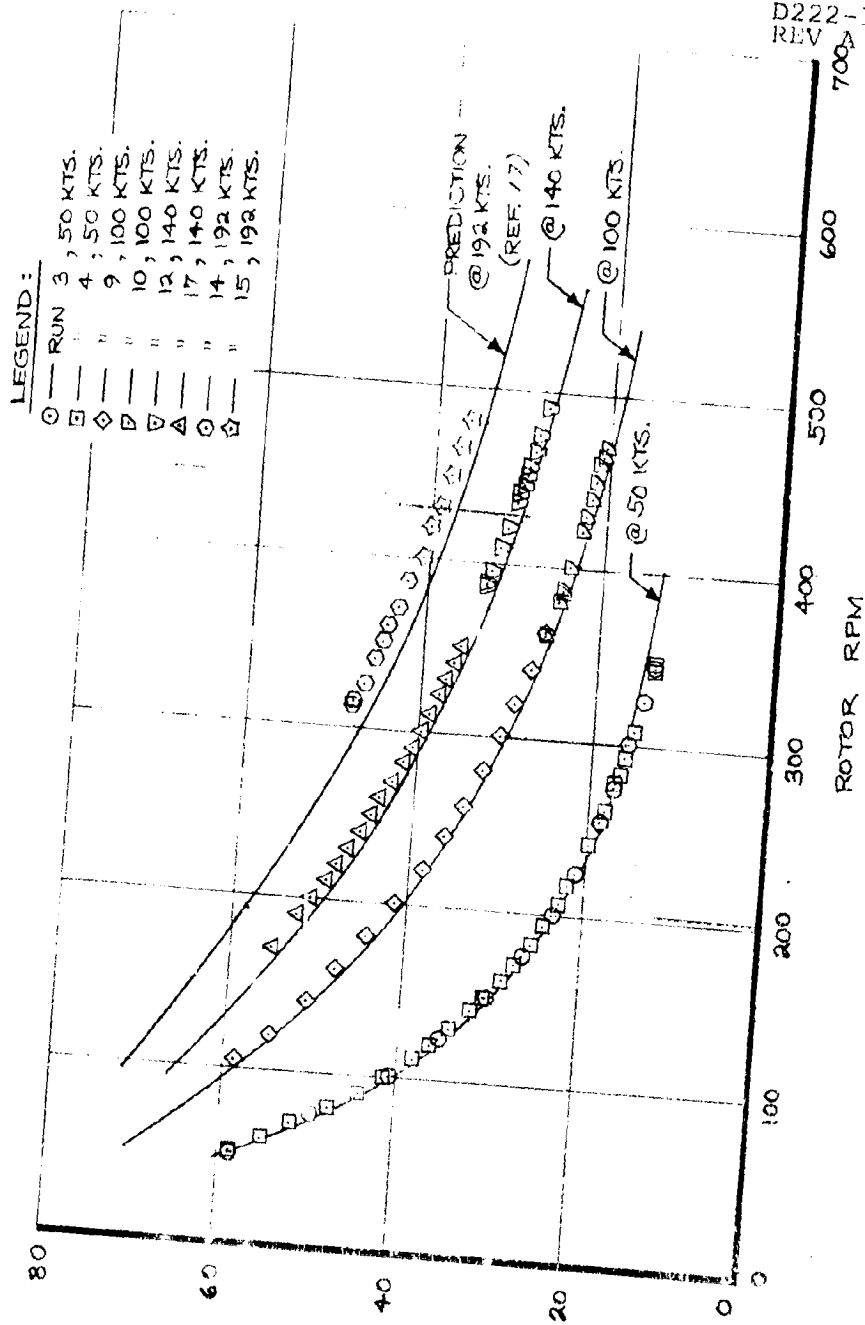 D222-
REV A
LEGEND:
RUN 3, 50 KTS.
" 4, 50 KTS.
" 9, 100 KTS.
" 10, 100 KTS.
" 12, 140 KTS.
" 17, 140 KTS.
" 14, 192 KTS.
" 15, 192 KTS.
PREDICTION
@ 192 KTS.
(REF. 17)
@ 140 KTS.
@ 100 KTS.
@ 50 KTS.
80
60
40
20
0
0
100
200
300
400
500
600
700
ROTOR RPM